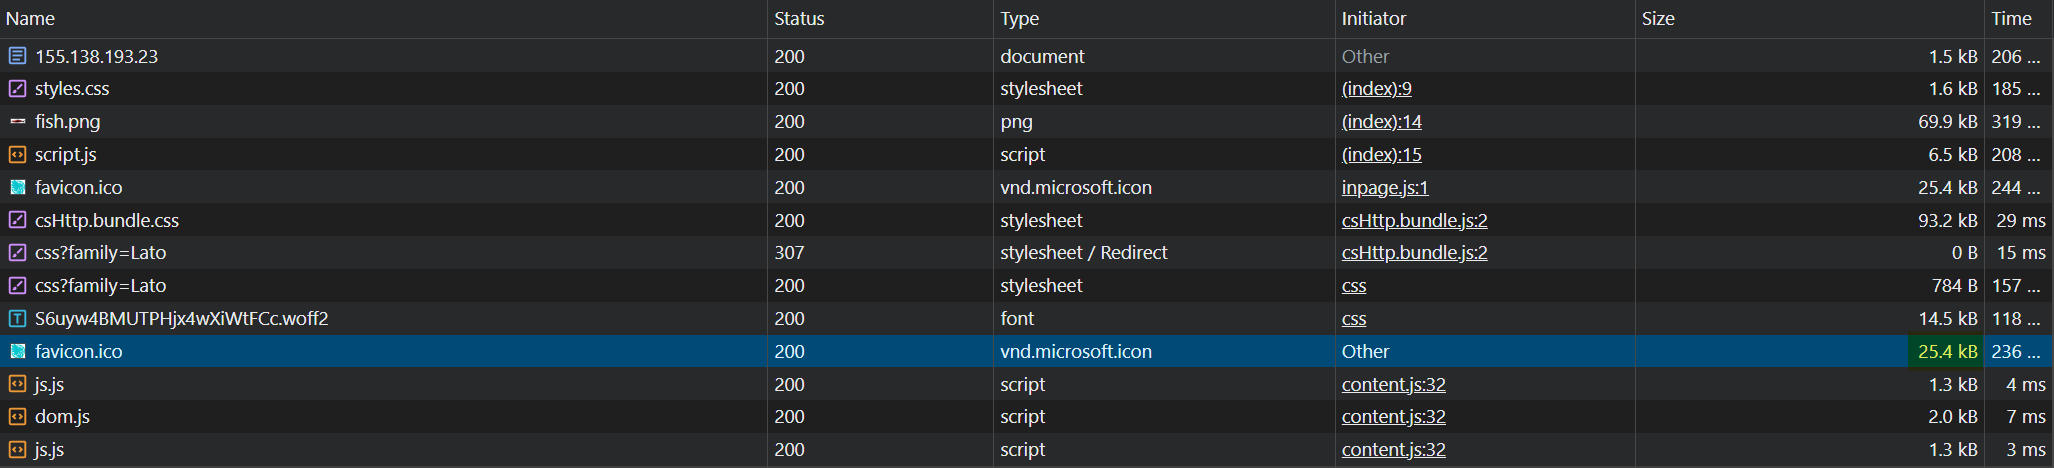 Name Status Type Initiator Size Time
155.138.193.23 200 document Other 1.5 kB 206 ...
styles.css 200 stylesheet (index):9 1.6 kB 185 ...
fish.png 200 png (index):14 69.9 kB 319 ...
script.js 200 script (index):15 6.5 kB 208 ...
favicon.ico 200 vnd.microsoft.icon inpage.js:1 25.4 kB 244 ...
csHttp.bundle.css 200 stylesheet csHttp.bundle.js:2 93.2 kB 29 ms
css?family=Lato 307 stylesheet / Redirect csHttp.bundle.js:2 0 B 15 ms
css?family=Lato 200 stylesheet css 784 B 157 ...
S6uyw4BMUTPHjx4wXiWtFCc.woff2 200 font css 14.5 kB 118 ...
favicon.ico 200 vnd.microsoft.icon Other 25.4 kB 236 ...
js.js 200 script content.js:32 1.3 kB 4 ms
dom.js 200 script content.js:32 2.0 kB 7 ms
js.js 200 script content.js:32 1.3 kB 3 ms